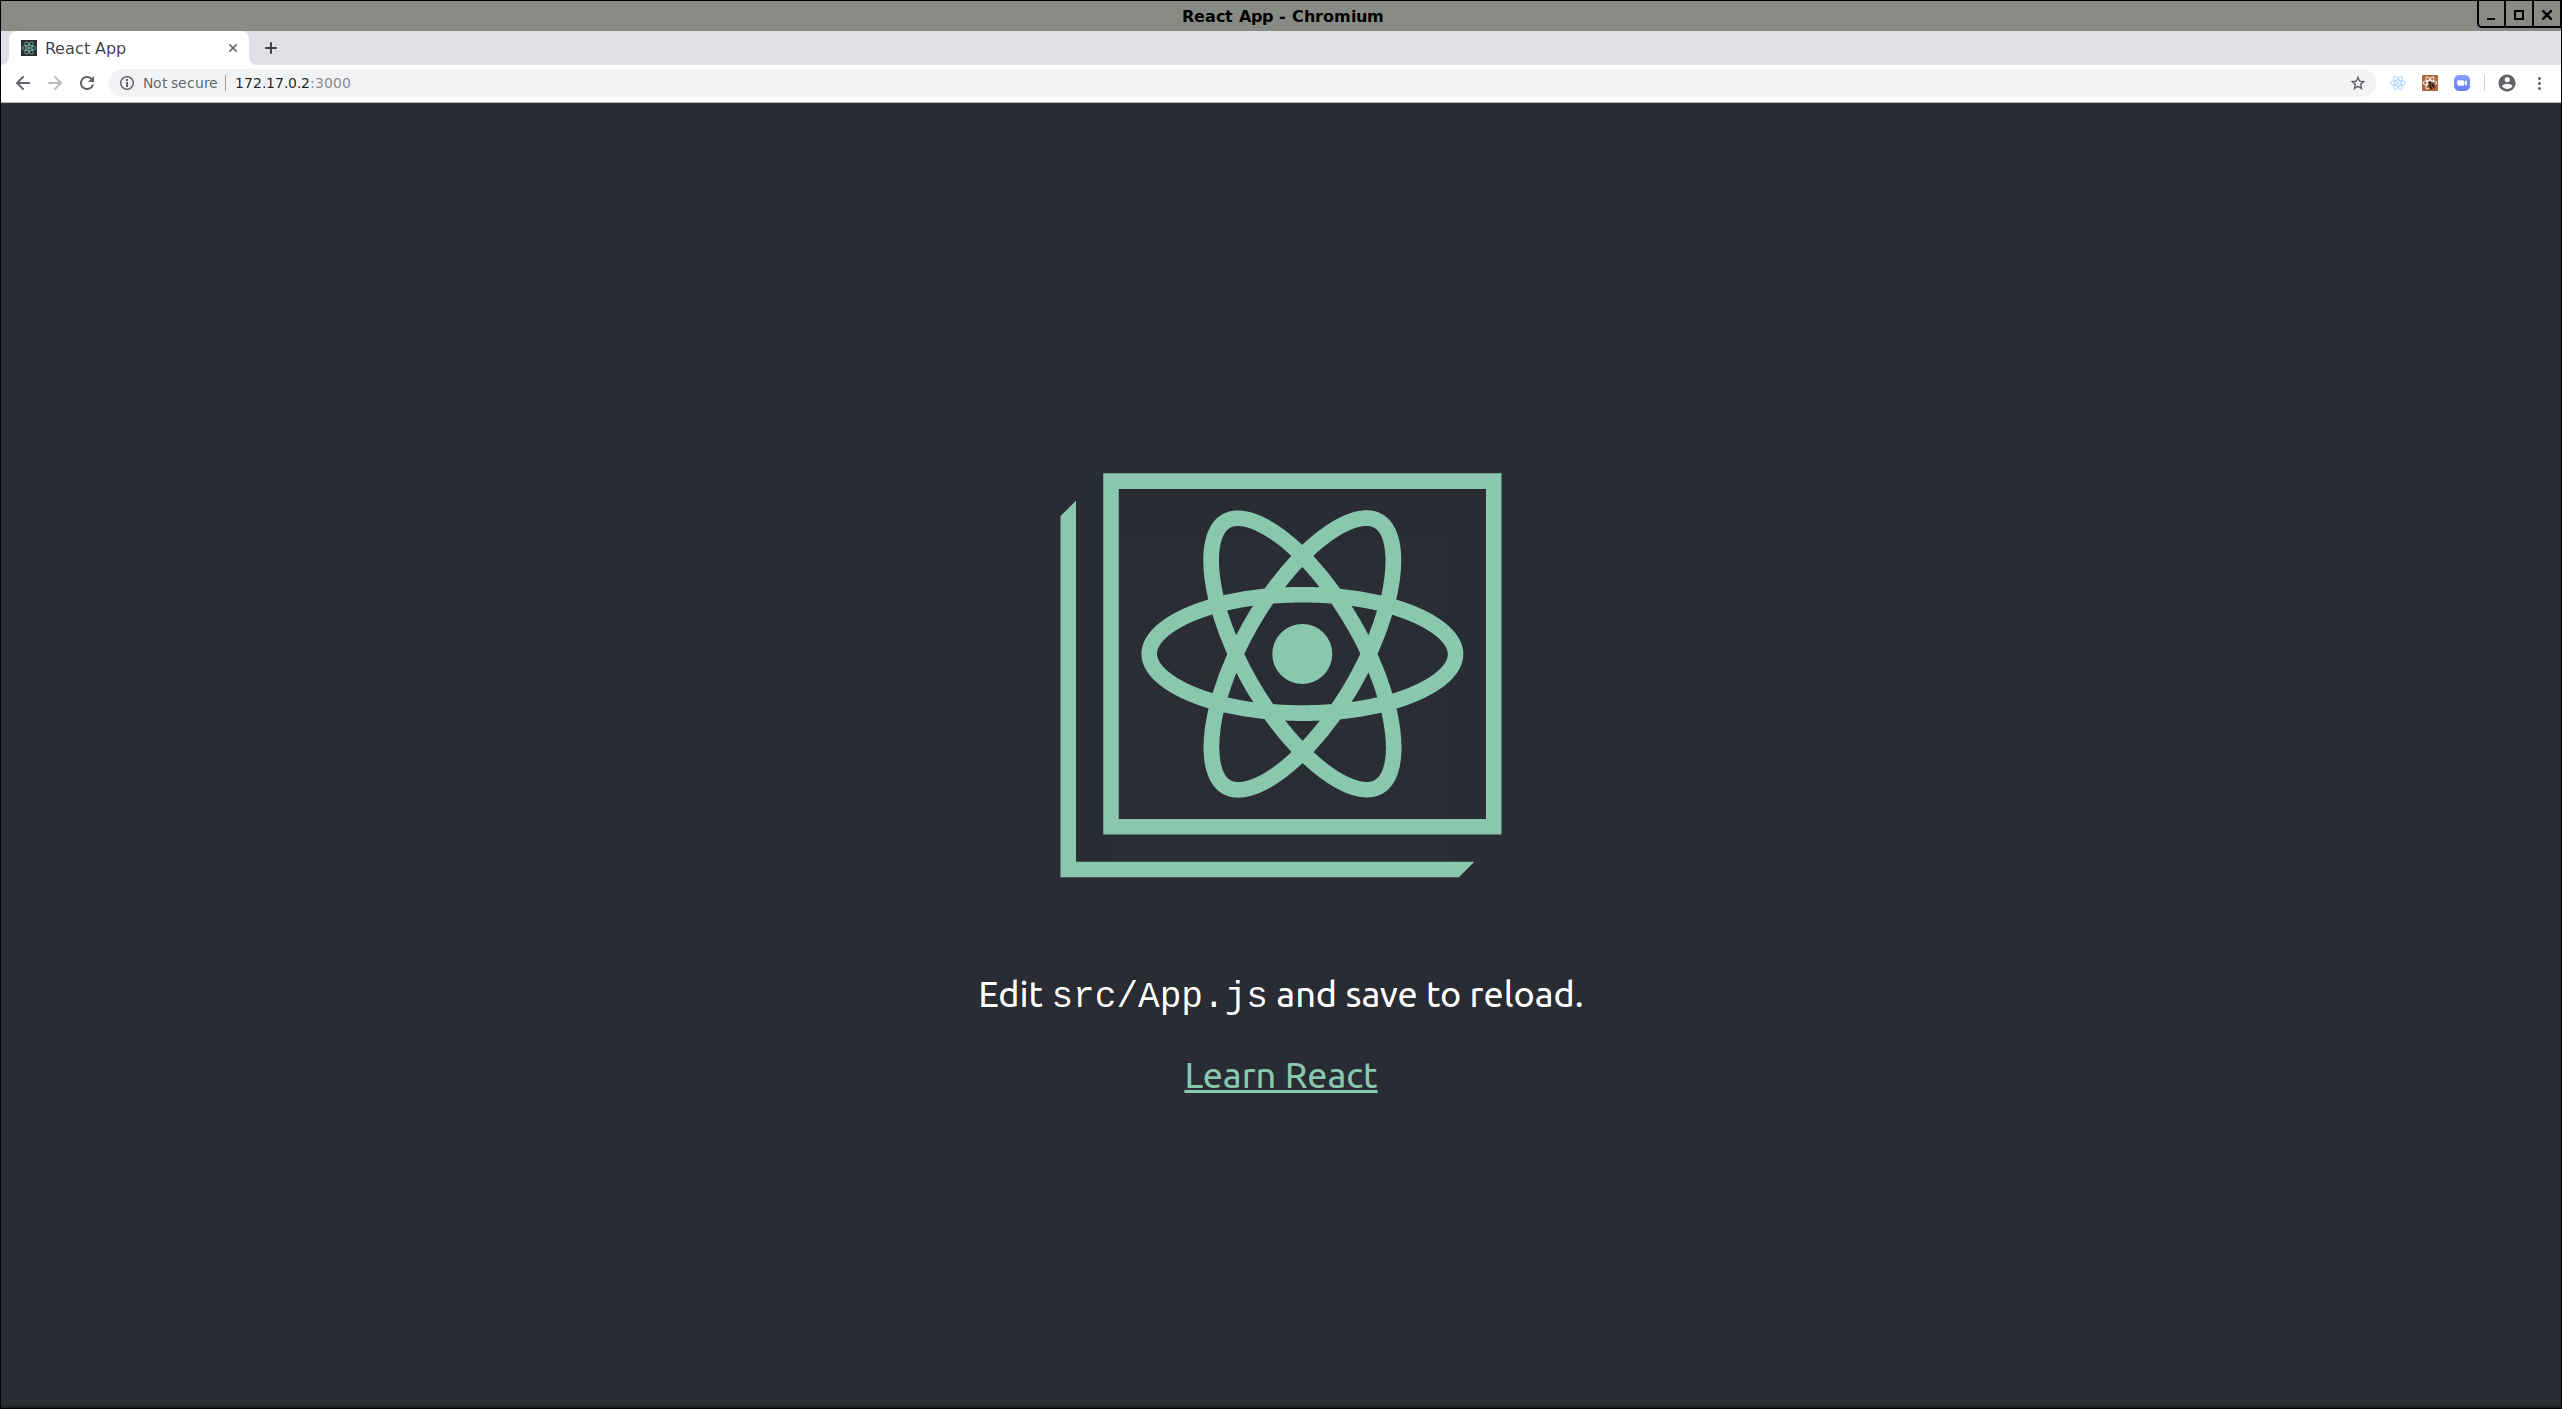 React App - Chromium
React App
Not secure 172.17.0.2:3000
Edit src/App.js and save to reload.
Learn React